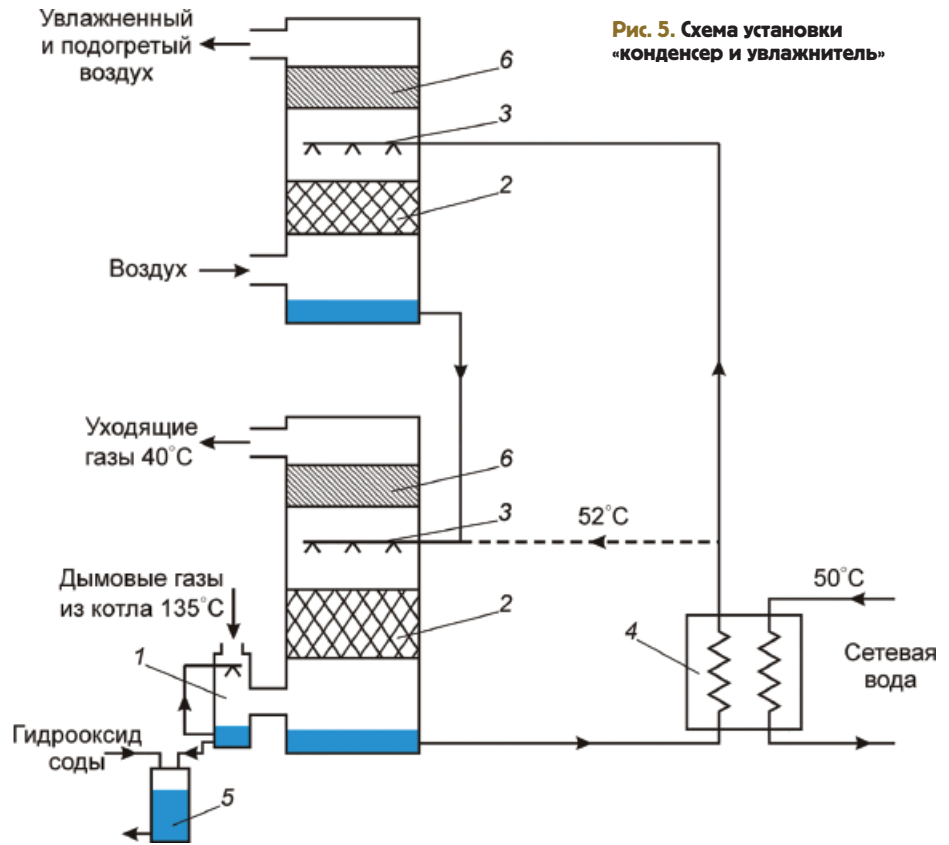 Увлажненный
и подогретый
воздух
Рис. 5. Схема установки
«конденсер и увлажнитель»
6
3
2
Воздух
Уходящие
газы 40°C
6
3
52°C
Дымовые газы
из котла 135°C
2
50°C
4
Сетевая
вода
1
Гидрооксид
соды
5